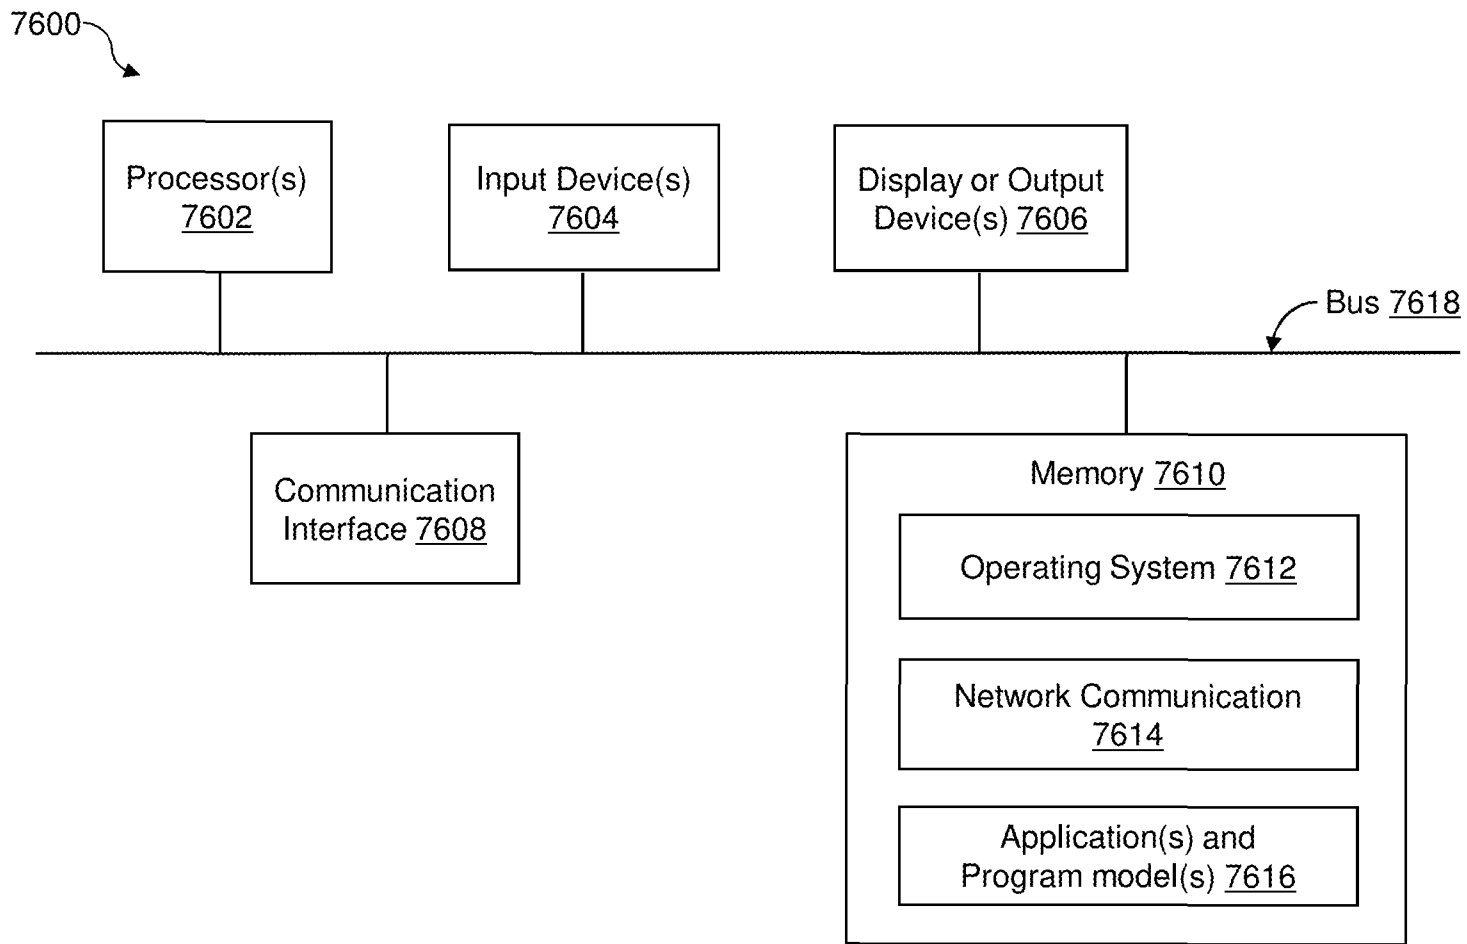 7600
Processor(s)
7602
Input Device(s)
7604
Display or Output
Device(s) 7606
Bus 7618
Communication
Interface 7608
Memory 7610
Operating System 7612
Network Communication
7614
Application(s) and
Program model(s) 7616